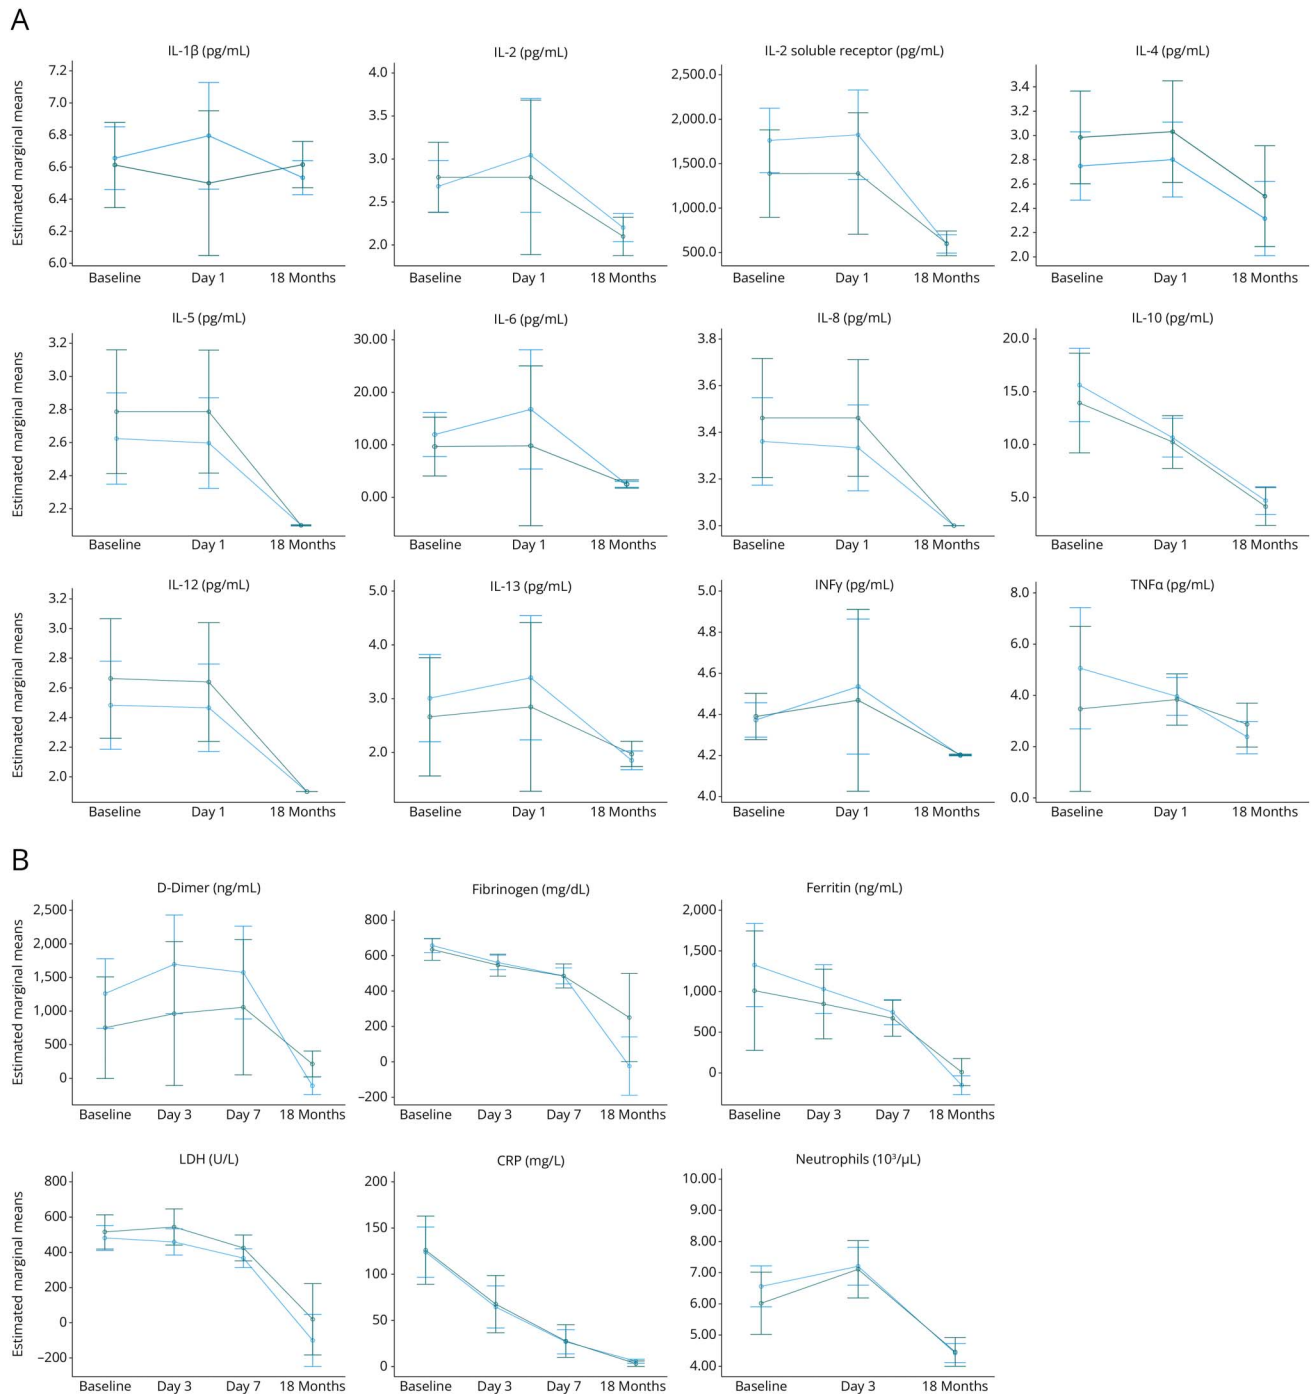 A
IL-1β (pg/mL)
Estimated marginal means
7.2
7.0
6.8
6.6
6.4
6.2
6.0
Baseline Day 1 18 Months
IL-2 (pg/mL)
4.0
3.0
2.5
2.0
Baseline Day 1 18 Months
IL-2 soluble receptor (pg/mL)
2,500.0
2,000.0
1,500.0
1,000.0
500.0
Baseline Day 1 18 Months
IL-4 (pg/mL)
3.4
3.2
3.0
2.8
2.6
2.4
2.2
2.0
Baseline Day 1 18 Months
IL-5 (pg/mL)
Estimated marginal means
3.2
3.0
2.8
2.6
2.4
2.2
Baseline Day 1 18 Months
IL-6 (pg/mL)
30.00
20.00
10.00
0.00
Baseline Day 1 18 Months
IL-8 (pg/mL)
3.8
3.6
3.4
3.2
3.0
Baseline Day 1 18 Months
IL-10 (pg/mL)
20.0
15.0
10.0
5.0
Baseline Day 1 18 Months
IL-12 (pg/mL)
Estimated marginal means
3.2
3.0
2.8
2.6
2.4
2.2
2.0
Baseline Day 1 18 Months
IL-13 (pg/mL)
5.0
4.0
3.0
2.0
Baseline Day 1 18 Months
INFγ (pg/mL)
5.0
4.8
4.6
4.4
4.2
4.0
Baseline Day 1 18 Months
TNFα (pg/mL)
8.0
6.0
4.0
2.0
0.0
Baseline Day 1 18 Months
B
D-Dimer (ng/mL)
Estimated marginal means
2,500
2,000
1,500
1,000
500
0
Baseline Day 3 Day 7 18 Months
Fibrinogen (mg/dL)
800
600
400
200
0
−200
Baseline Day 3 Day 7 18 Months
Ferritin (ng/mL)
2,000
1,500
1,000
500
0
Baseline Day 3 Day 7 18 Months
LDH (U/L)
Estimated marginal means
800
600
400
200
0
−200
Baseline Day 3 Day 7 18 Months
CRP (mg/L)
200
150
100
50
0
Baseline Day 3 Day 7 18 Months
Neutrophils (10³/μL)
10.00
9.00
8.00
7.00
6.00
5.00
4.00
Baseline Day 3 18 Months